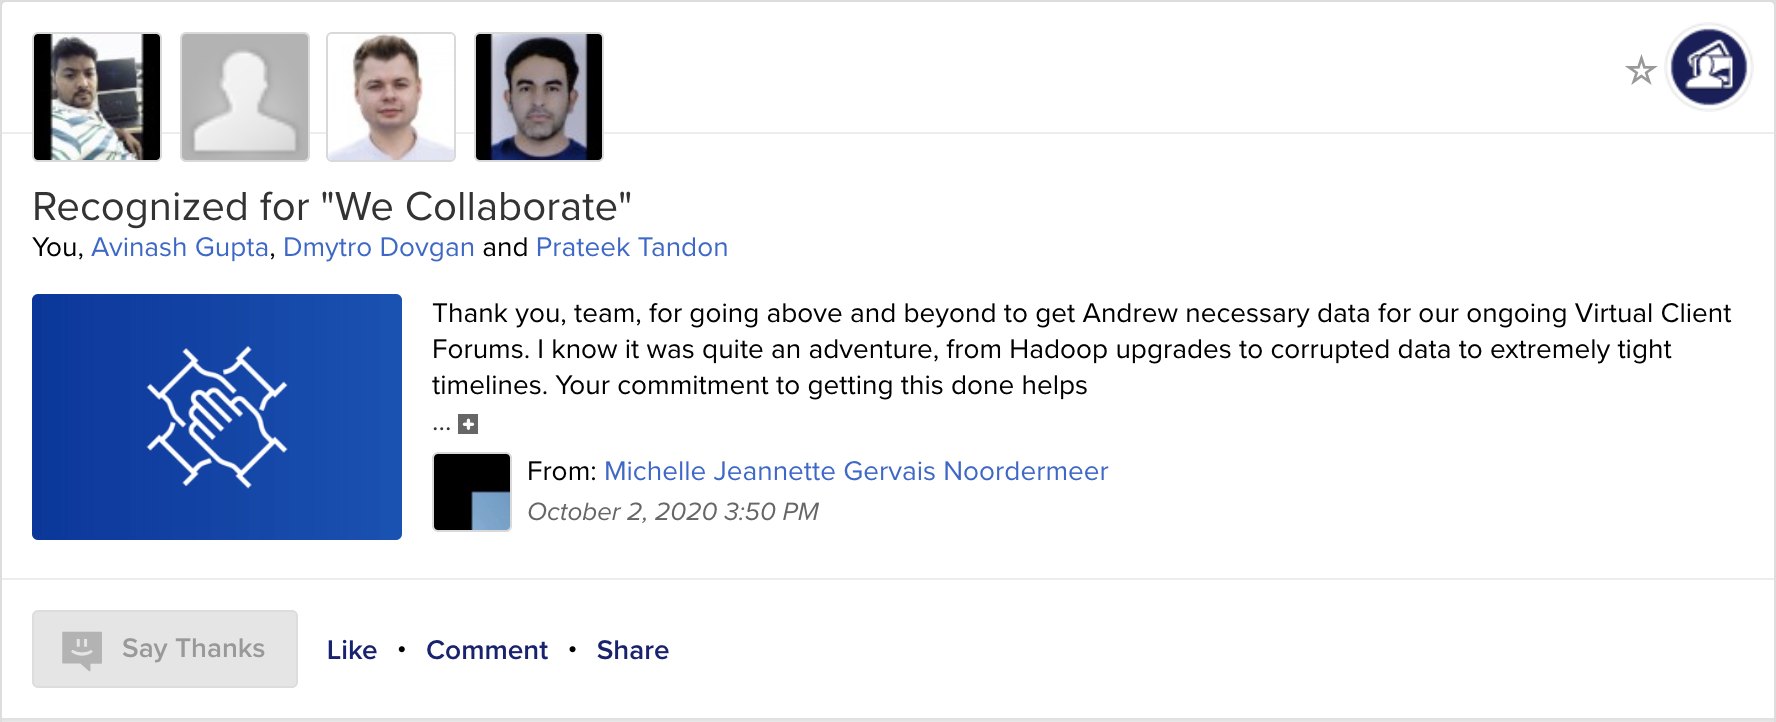 Recognized for "We Collaborate"
You, Avinash Gupta, Dmytro Dovgan and Prateek Tandon
Thank you, team, for going above and beyond to get Andrew necessary data for our ongoing Virtual Client
Forums. I know it was quite an adventure, from Hadoop upgrades to corrupted data to extremely tight
timelines. Your commitment to getting this done helps
...
From: Michelle Jeannette Gervais Noordermeer
October 2, 2020 3:50 PM
Say Thanks Like • Comment • Share